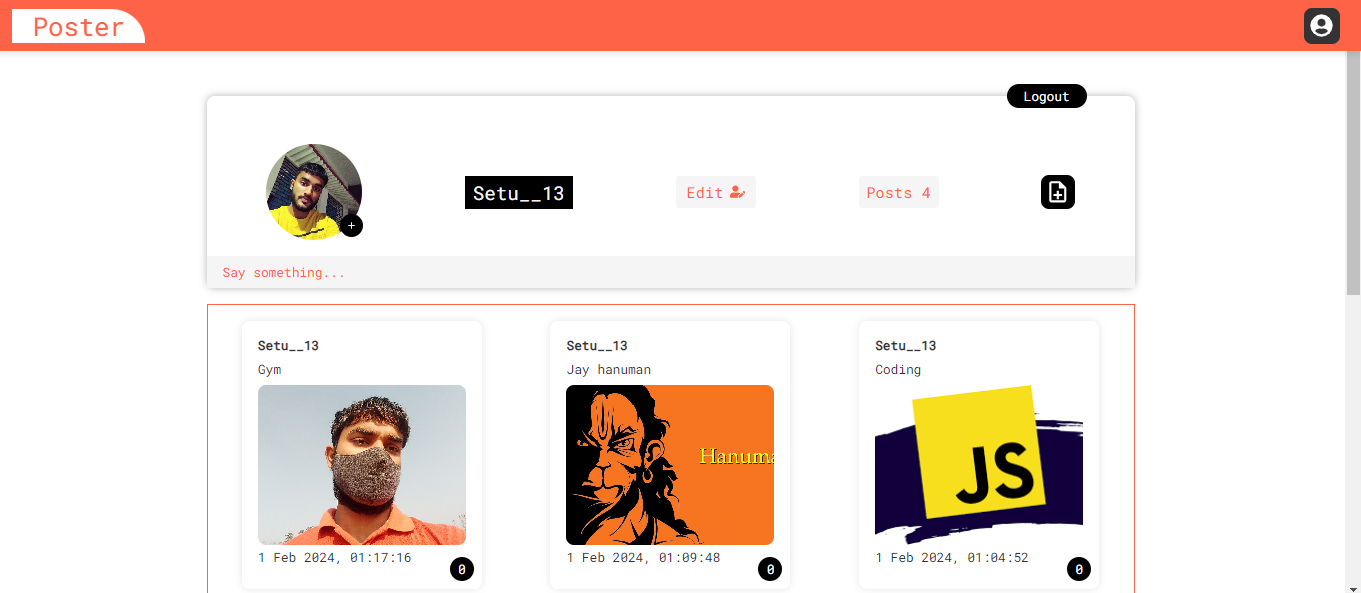 Poster
Logout
Setu__13
Edit
Posts 4
+
Say something...
Setu__13
Gym
1 Feb 2024, 01:17:16
0
Setu__13
Jay hanuman
Hanuma
1 Feb 2024, 01:09:48
0
Setu__13
Coding
JS
1 Feb 2024, 01:04:52
0